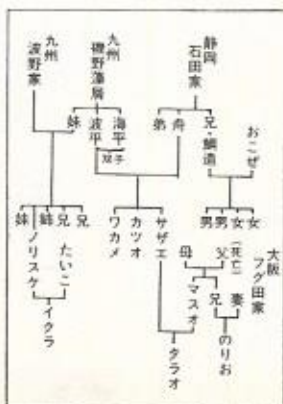 九州
波野家
九州
磯野藻屑
静岡
石田家
妹
波平
海平
双子
弟
舟
兄・鯛造
おこぜ
妹
ノリスケ
姉
兄
兄
たいこ
イクラ
ワカメ
カツオ
サザエ
男
男
女
女
大阪
フグ田家
母
父
(死亡)
マスオ
兄
妻
のりお
タラオ